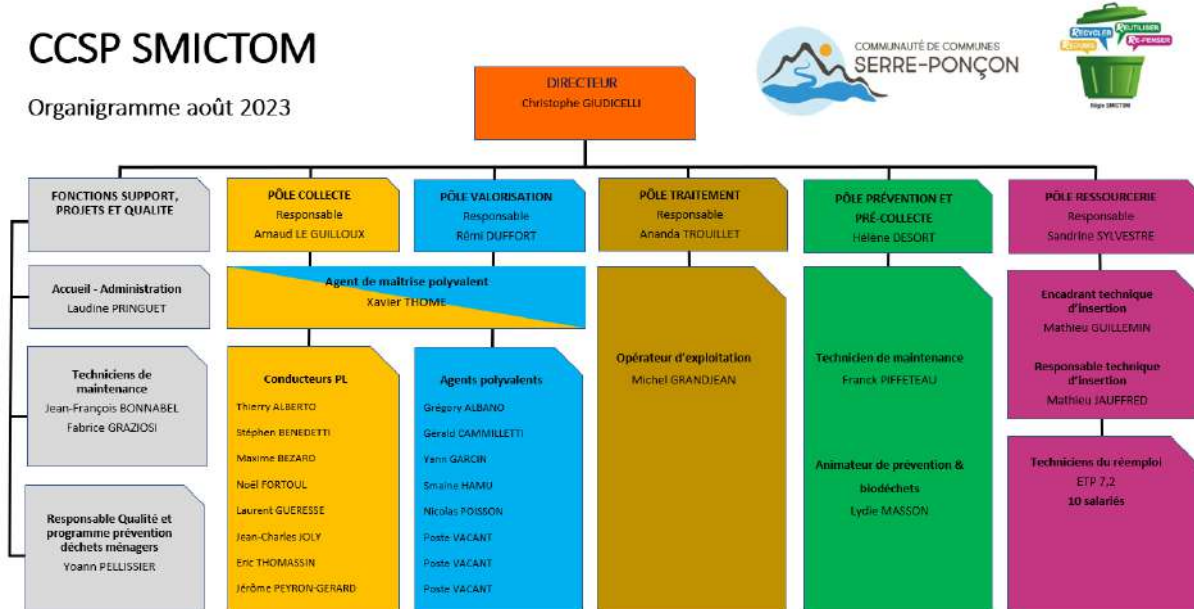 CCSP SMICTOM
Organigramme août 2023
COMMUNAUTÉ DE COMMUNES
SERRE-PONÇON
RECYCLER
RÉUTILISER
RÉDUIRE
RE-PENSER
Régie SMICTOM
DIRECTEUR
Christophe GIUDICELLI
FONCTIONS SUPPORT,
PROJETS ET QUALITE
Accueil - Administration
Laudine PRINGUET
Techniciens de
maintenance
Jean-François BONNABEL
Fabrice GRAZIOSI
Responsable Qualité et
programme prévention
déchets ménagers
Yoann PELLISSIER
PÔLE COLLECTE
Responsable
Arnaud LE GUILLOUX
PÔLE VALORISATION
Responsable
Rémi DUFFORT
Agent de maîtrise polyvalent
Xavier THOME
Conducteurs PL
Thierry ALBERTO
Stéphen BENEDETTI
Maxime BEZARD
Noël FORTOUL
Laurent GUERESSE
Jean-Charles JOLY
Eric THOMASSIN
Jérôme PEYRON-GERARD
Agents polyvalents
Grégory ALBANO
Gérald CAMMILLETTI
Yann GARCIN
Smaine HAMU
Nicolas POISSON
Poste VACANT
Poste VACANT
Poste VACANT
PÔLE TRAITEMENT
Responsable
Ananda TROUILLET
Opérateur d'exploitation
Michel GRANDJEAN
PÔLE PRÉVENTION ET
PRÉ-COLLECTE
Hélène DESORT
Technicien de maintenance
Franck PIFFETEAU
Animateur de prévention &
biodéchets
Lydie MASSON
PÔLE RESSOURCERIE
Responsable
Sandrine SYLVESTRE
Encadrant technique
d'insertion
Mathieu GUILLEMIN
Responsable technique
d'insertion
Mathieu JAUFFRED
Techniciens du réemploi
ETP 7,2
10 salariés